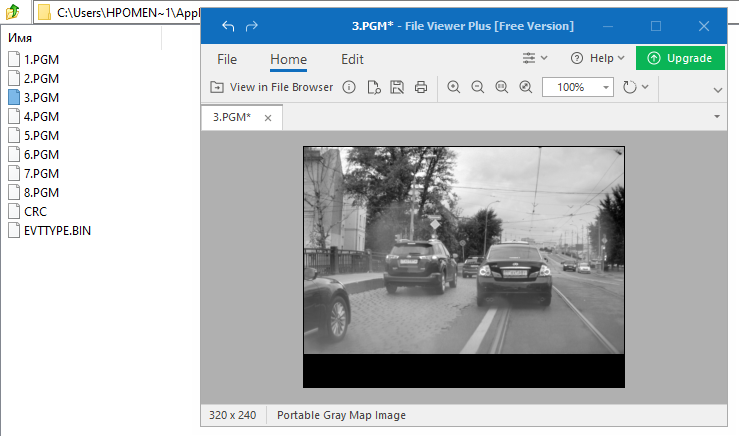 C:\Users\HPOMEN~1\Appl
Имя
1.PGM
2.PGM
3.PGM
4.PGM
5.PGM
6.PGM
7.PGM
8.PGM
CRC
EVTTYPE.BIN
3.PGM* - File Viewer Plus [Free Version]
File
Home
Edit
Help
Upgrade
View in File Browser
100%
3.PGM*
320 x 240
Portable Gray Map Image